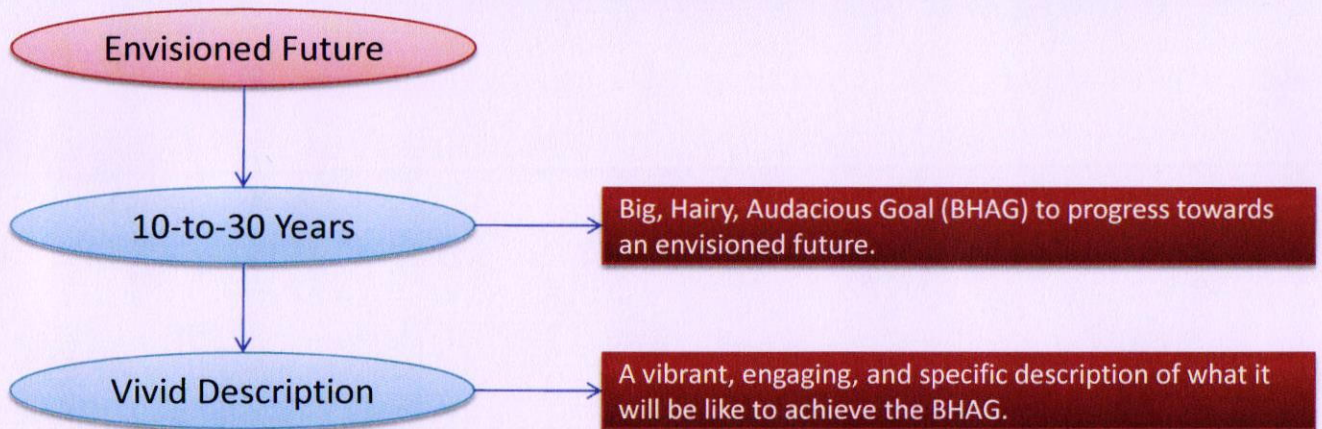 Envisioned Future
10-to-30 Years
Big, Hairy, Audacious Goal (BHAG) to progress towards
an envisioned future.
Vivid Description
A vibrant, engaging, and specific description of what it
will be like to achieve the BHAG.